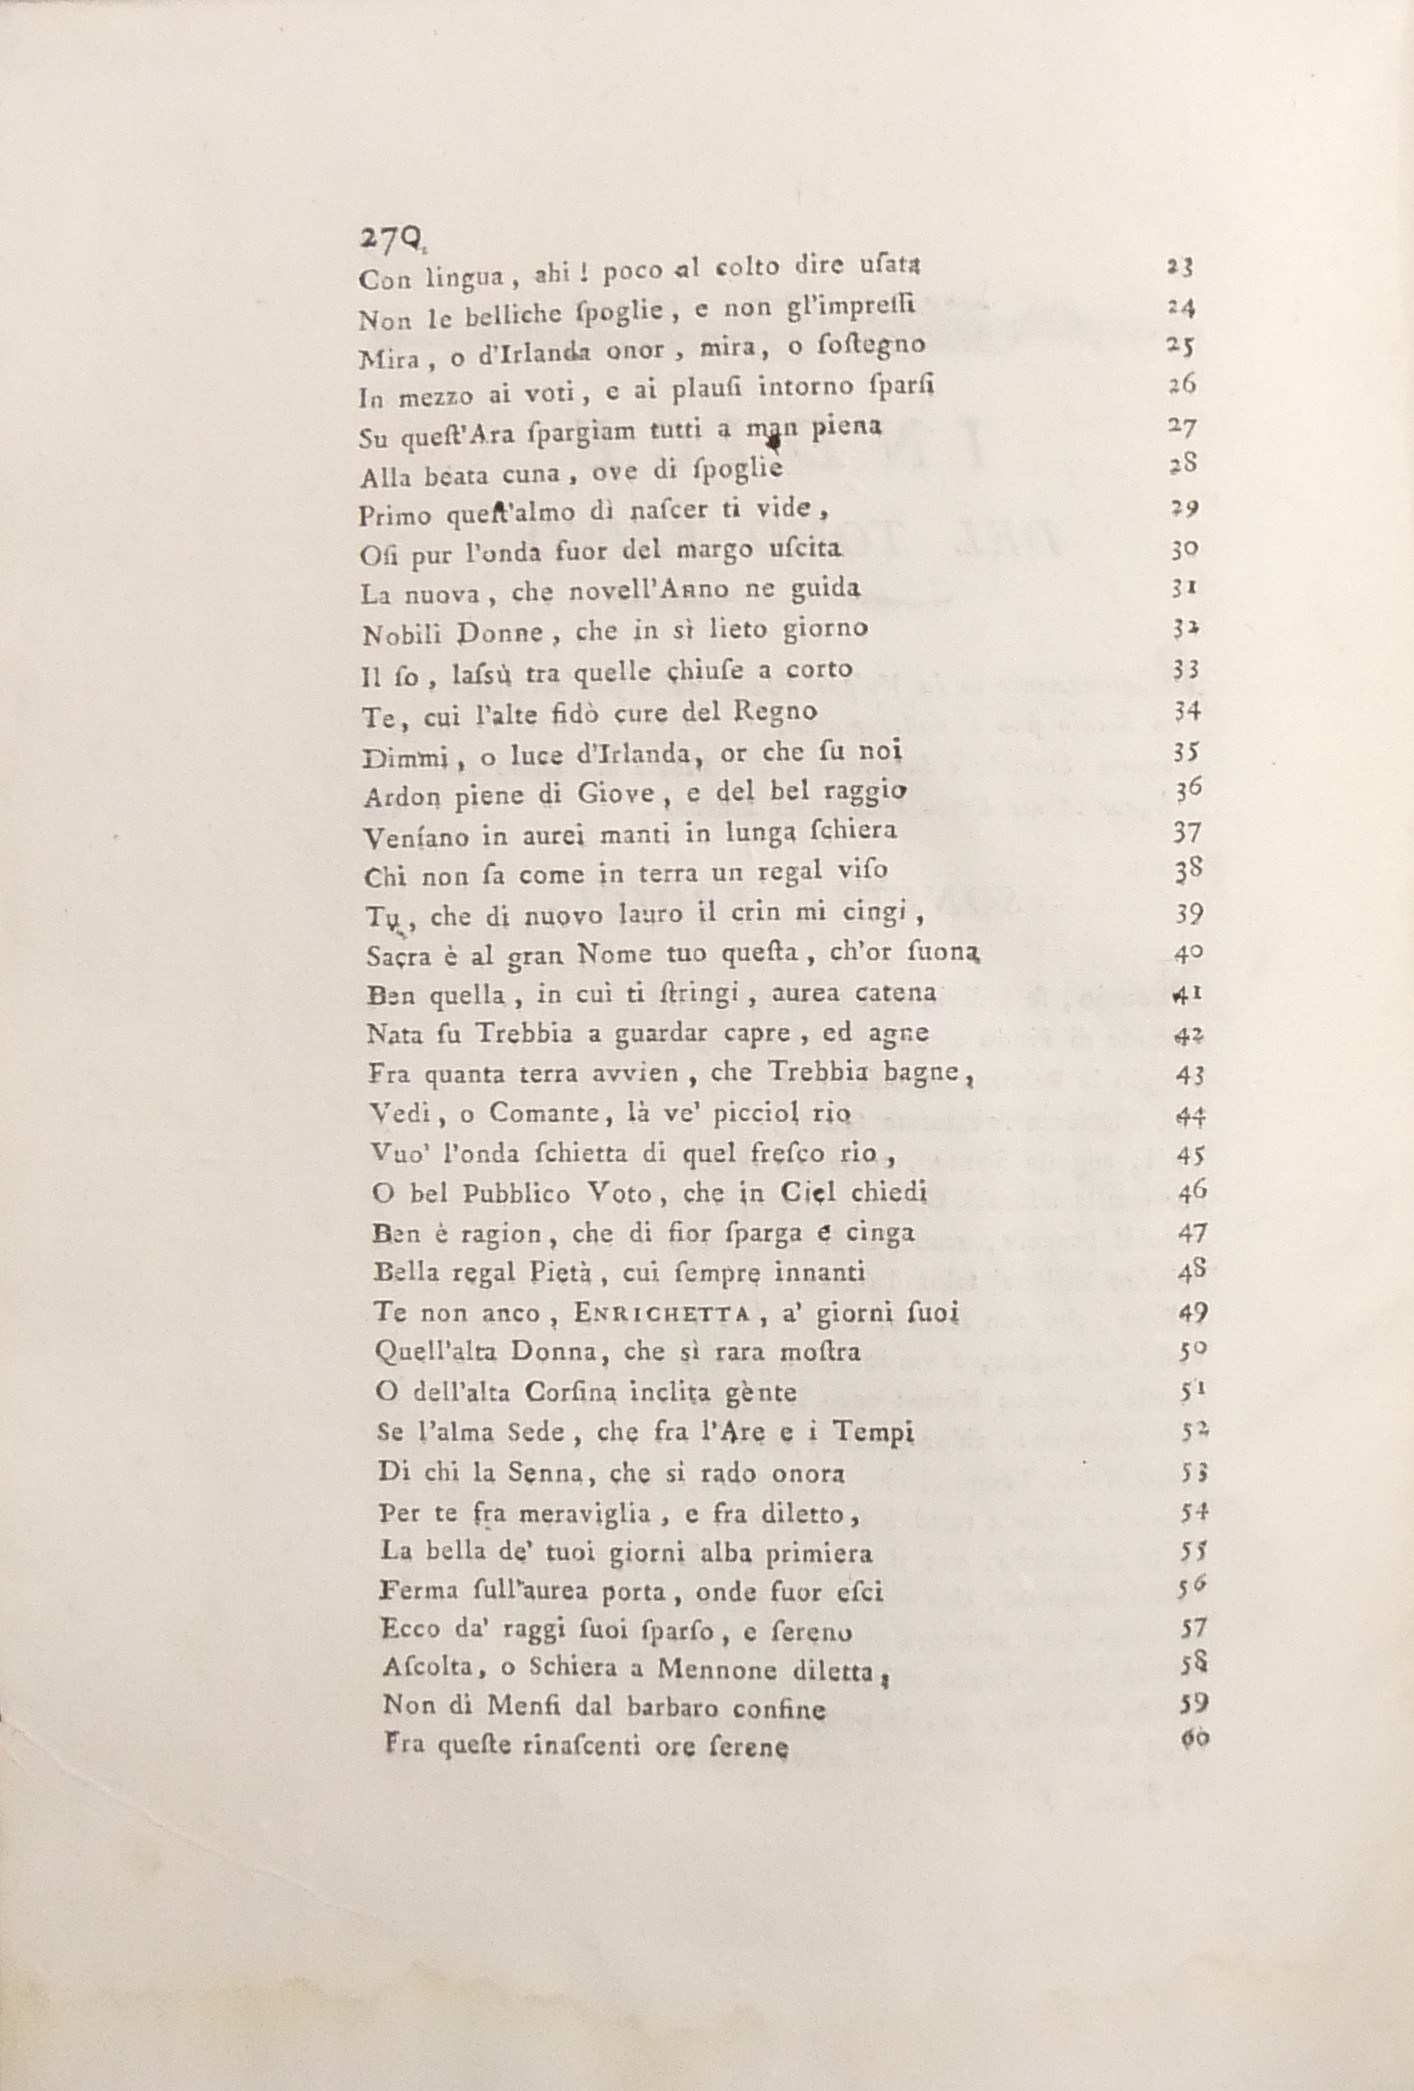 270
Con lingua, ahi! poco al colto dire uſata 23
Non le belliche ſpoglie, e non gl'impreſſi 24
Mira, o d'Irlanda onor, mira, o ſoſtegno 25
In mezzo ai voti, e ai plauſi intorno ſparſi 26
Su queſt'Ara ſpargiam tutti a man piena 27
Alla beata cuna, ove di ſpoglie 28
Primo queſt'almo dì naſcer ti vide, 29
Oſi pur l'onda fuor del margo uſcita 30
La nuova, che novell'Anno ne guida 31
Nobili Donne, che in sì lieto giorno 32
Il ſo, laſsù tra quelle chiuſe a corto 33
Te, cui l'alte fidò cure del Regno 34
Dimmi, o luce d'Irlanda, or che ſu noi 35
Ardon piene di Giove, e del bel raggio 36
Veníano in aurei manti in lunga ſchiera 37
Chi non ſa come in terra un regal viſo 38
Tu, che di nuovo lauro il crin mi cingi, 39
Sacra è al gran Nome tuo queſta, ch'or ſuona 40
Ben quella, in cui ti ſtringi, aurea catena 41
Nata ſu Trebbia a guardar capre, ed agne 42
Fra quanta terra avvien, che Trebbia bagne, 43
Vedi, o Comante, là ve' picciol rio 44
Vuo' l'onda ſchietta di quel freſco rio, 45
O bel Pubblico Voto, che in Ciel chiedi 46
Ben è ragion, che di fior ſparga e cinga 47
Bella regal Pietà, cui ſempre innanti 48
Te non anco, ENRICHETTA, a' giorni ſuoi 49
Quell'alta Donna, che sì rara moſtra 50
O dell'alta Corſina inclita gente 51
Se l'alma Sede, che fra l'Are e i Tempi 52
Di chi la Senna, che sì rado onora 53
Per te fra meraviglia, e fra diletto, 54
La bella de' tuoi giorni alba primiera 55
Ferma ſull'aurea porta, onde fuor eſci 56
Ecco da' raggi ſuoi ſparſo, e ſereno 57
Aſcolta, o Schiera a Mennone diletta, 58
Non di Menfi dal barbaro confine 59
Fra queſte rinaſcenti ore ſerene 60